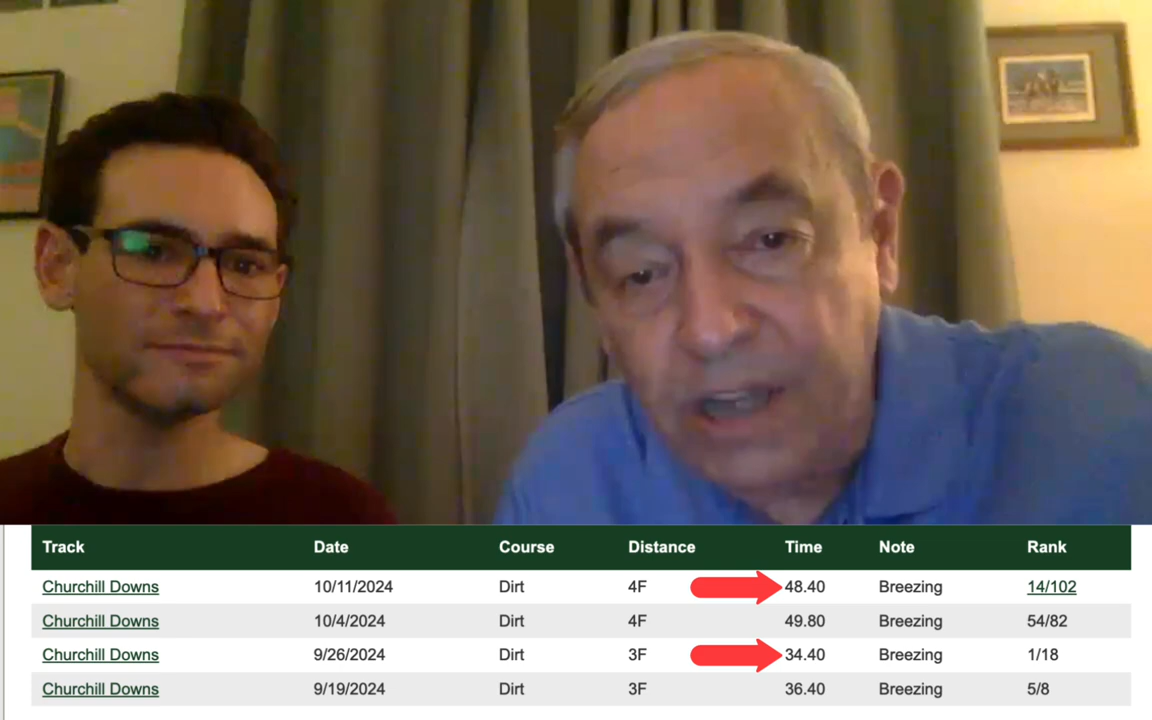 Track Date Course Distance Time Note Rank
Churchill Downs 10/11/2024 Dirt 4F 48.40 Breezing 14/102
Churchill Downs 10/4/2024 Dirt 4F 49.80 Breezing 54/82
Churchill Downs 9/26/2024 Dirt 3F 34.40 Breezing 1/18
Churchill Downs 9/19/2024 Dirt 3F 36.40 Breezing 5/8